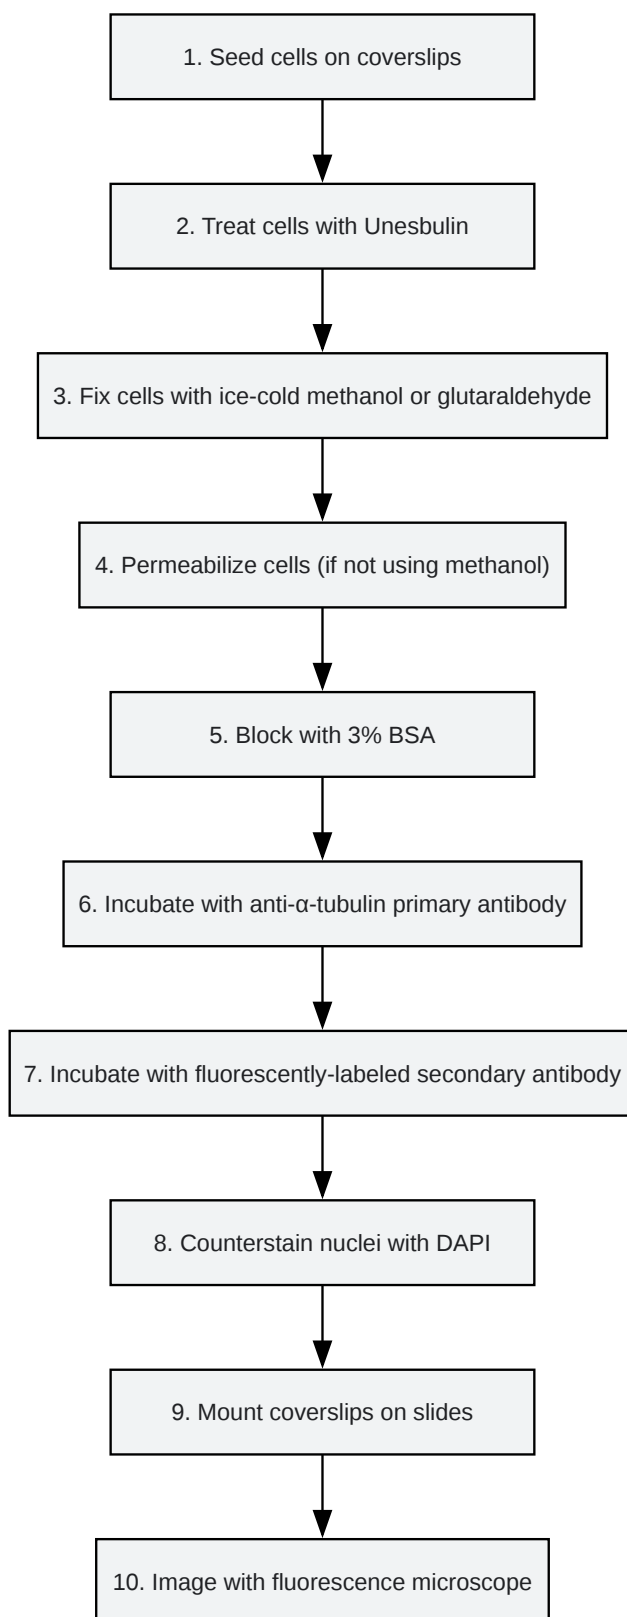 1. Seed cells on coverslips
2. Treat cells with Unesbulin
3. Fix cells with ice-cold methanol or glutaraldehyde
4. Permeabilize cells (if not using methanol)
5. Block with 3% BSA
6. Incubate with anti-α-tubulin primary antibody
7. Incubate with fluorescently-labeled secondary antibody
8. Counterstain nuclei with DAPI
9. Mount coverslips on slides
10. Image with fluorescence microscope